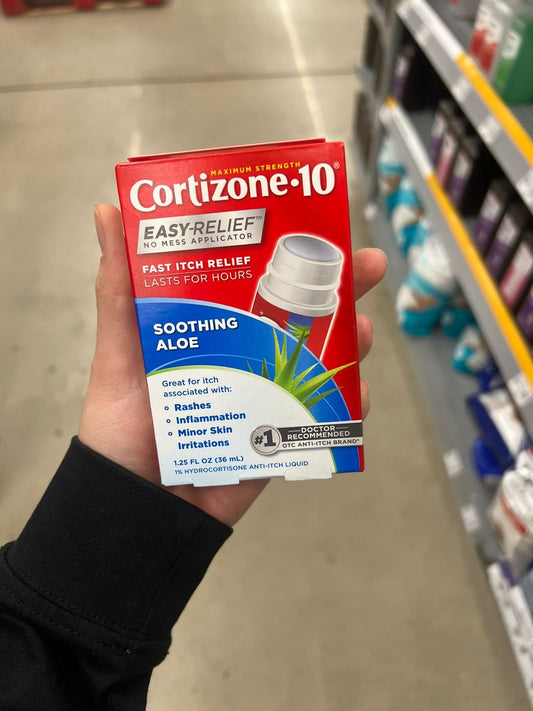 MAXIMUM STRENGTH
Cortizone•10®
EASY-RELIEF™
NO MESS APPLICATOR
FAST ITCH RELIEF
LASTS FOR HOURS
SOOTHING
ALOE
Great for itch
associated with:
Rashes
Inflammation
Minor Skin
Irritations
#1 DOCTOR
RECOMMENDED
OTC ANTI-ITCH BRAND*
1.25 FL OZ (36 mL)
1% HYDROCORTISONE ANTI-ITCH LIQUID